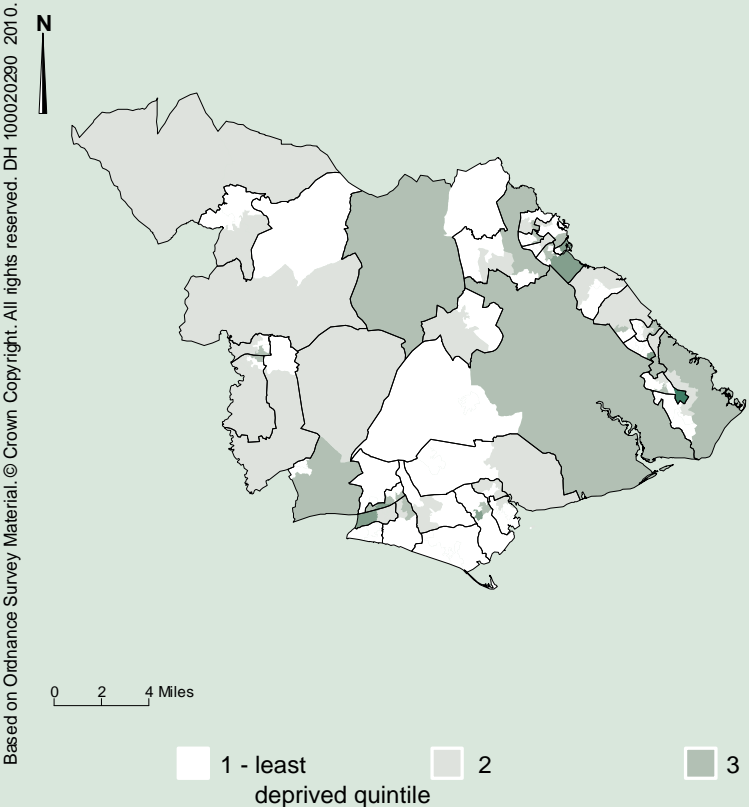 Based on Ordnance Survey Material. © Crown Copyright. All rights reserved. DH 100020290 2010.
N
0 2 4 Miles
1 - least
deprived quintile
2
3